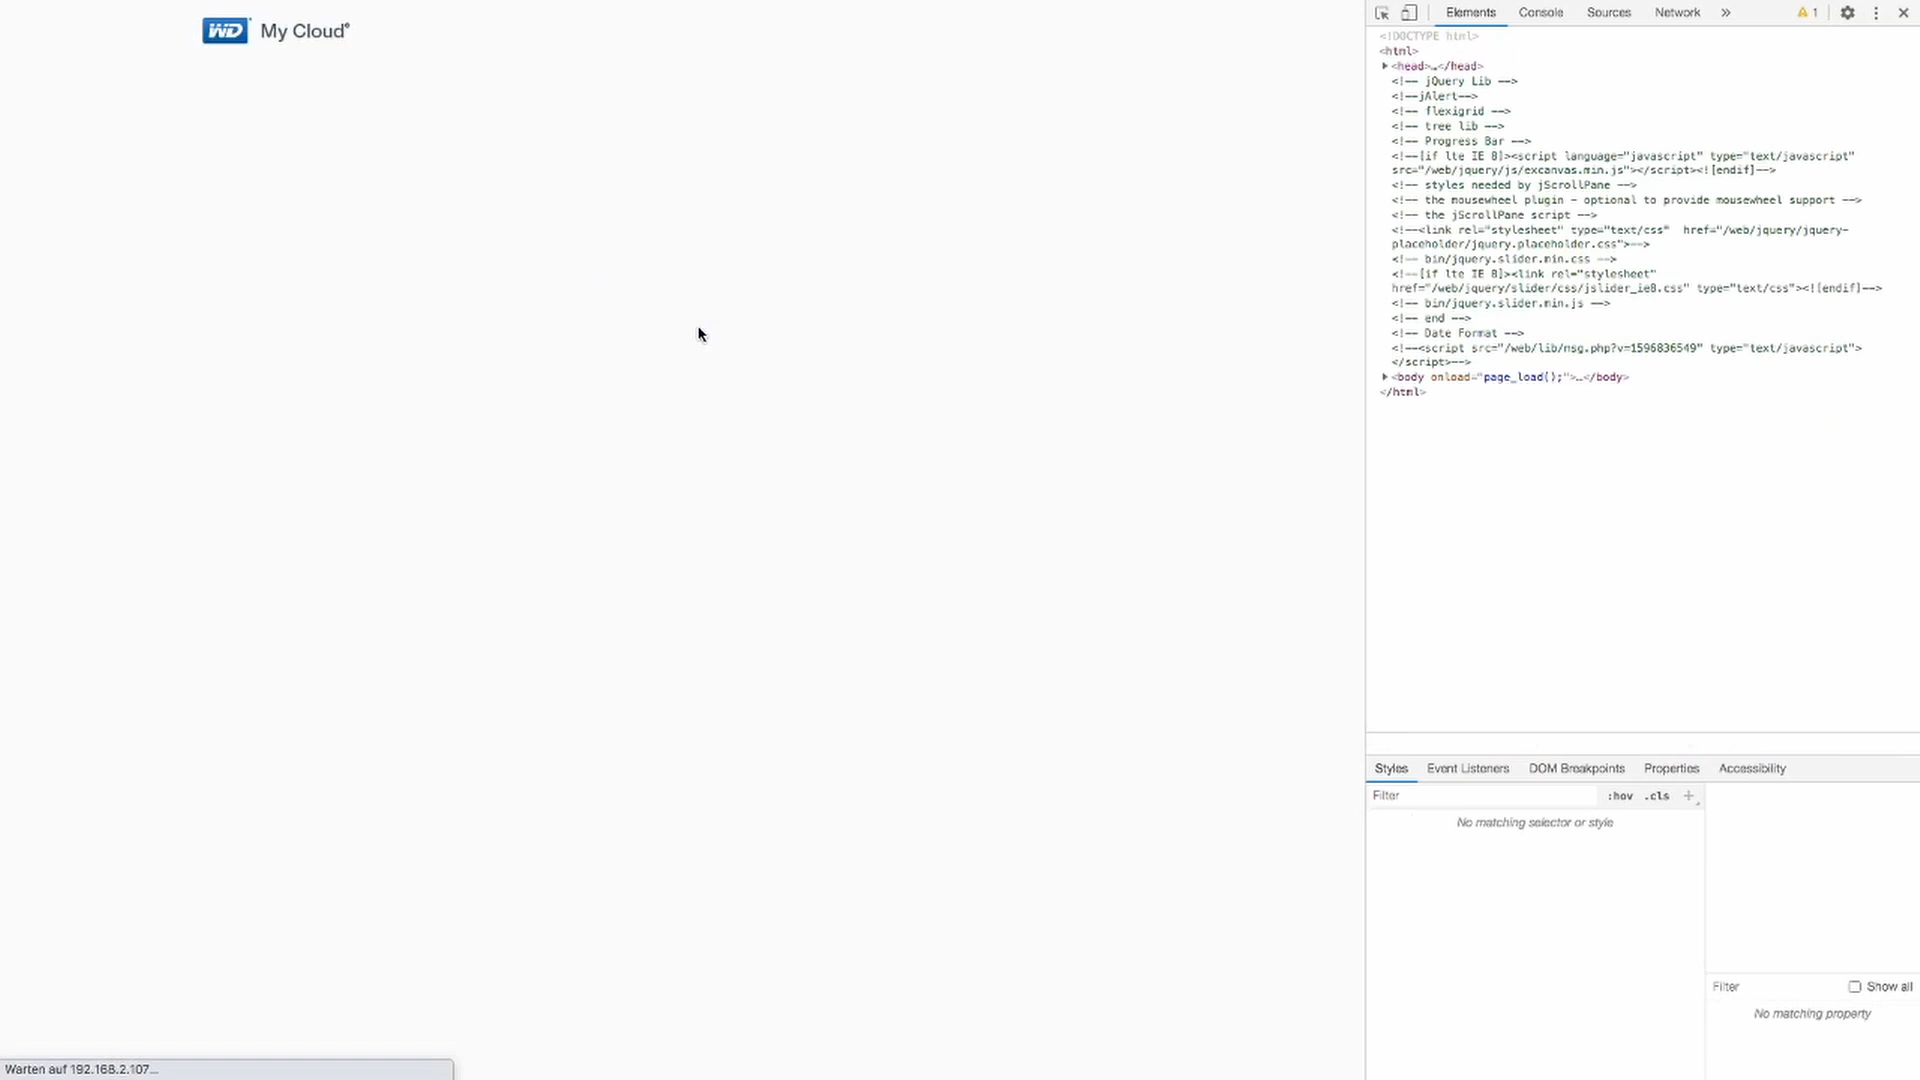 WD My Cloud®
Elements Console Sources Network » 1
<!DOCTYPE html>
<html>
<head>…</head>
<!-- jQuery Lib -->
<!--jAlert-->
<!-- flexigrid -->
<!-- tree lib -->
<!-- Progress Bar -->
<!--[if lte IE 8]><script language="javascript" type="text/javascript"
src="/web/jquery/js/excanvas.min.js"></script><![endif]-->
<!-- styles needed by jScrollPane -->
<!-- the mousewheel plugin - optional to provide mousewheel support -->
<!-- the jScrollPane script -->
<!--<link rel="stylesheet" type="text/css"  href="/web/jquery/jquery-
placeholder/jquery.placeholder.css">-->
<!-- bin/jquery.slider.min.css -->
<!--[if lte IE 8]><link rel="stylesheet"
href="/web/jquery/slider/css/jslider_ie8.css" type="text/css"><![endif]-->
<!-- bin/jquery.slider.min.js -->
<!-- end -->
<!-- Date Format -->
<!--<script src="/web/lib/msg.php?v=1596836549" type="text/javascript">
</script>-->
<body onload="page_load();">…</body>
</html>
Styles Event Listeners DOM Breakpoints Properties Accessibility
Filter :hov .cls +
No matching selector or style
Filter Show all
No matching property
Warten auf 192.168.2.107...